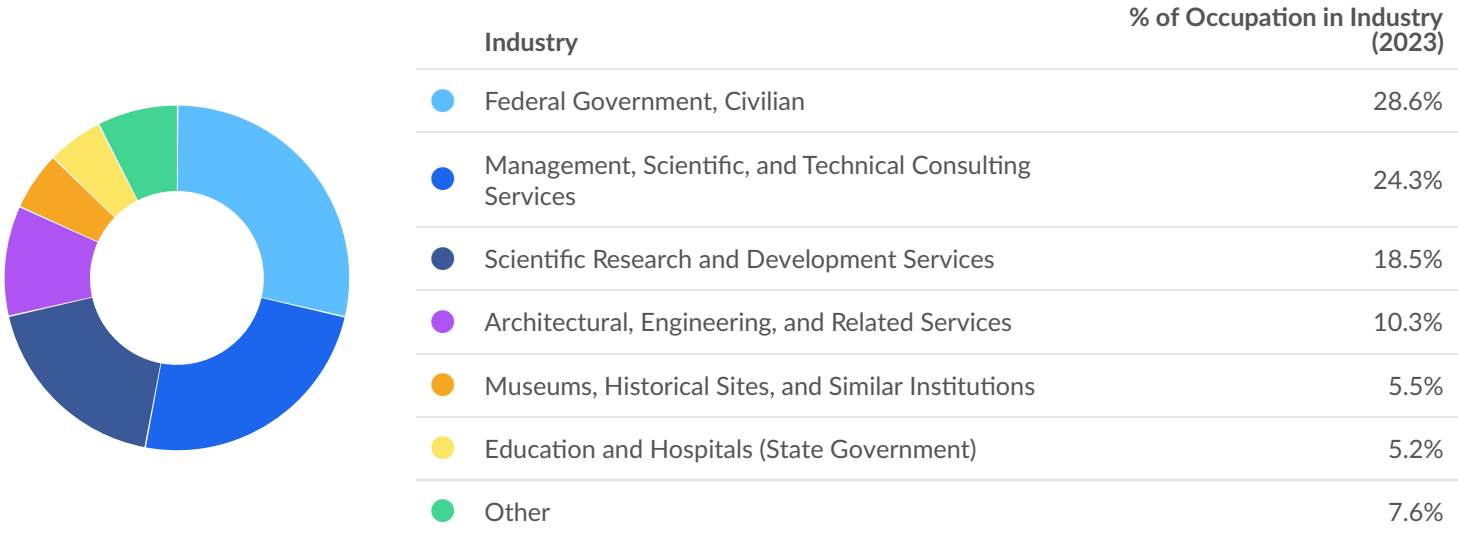 % of Occupation in Industry
Industry (2023)
Federal Government, Civilian 28.6%
Management, Scientific, and Technical Consulting
Services 24.3%
Scientific Research and Development Services 18.5%
Architectural, Engineering, and Related Services 10.3%
Museums, Historical Sites, and Similar Institutions 5.5%
Education and Hospitals (State Government) 5.2%
Other 7.6%